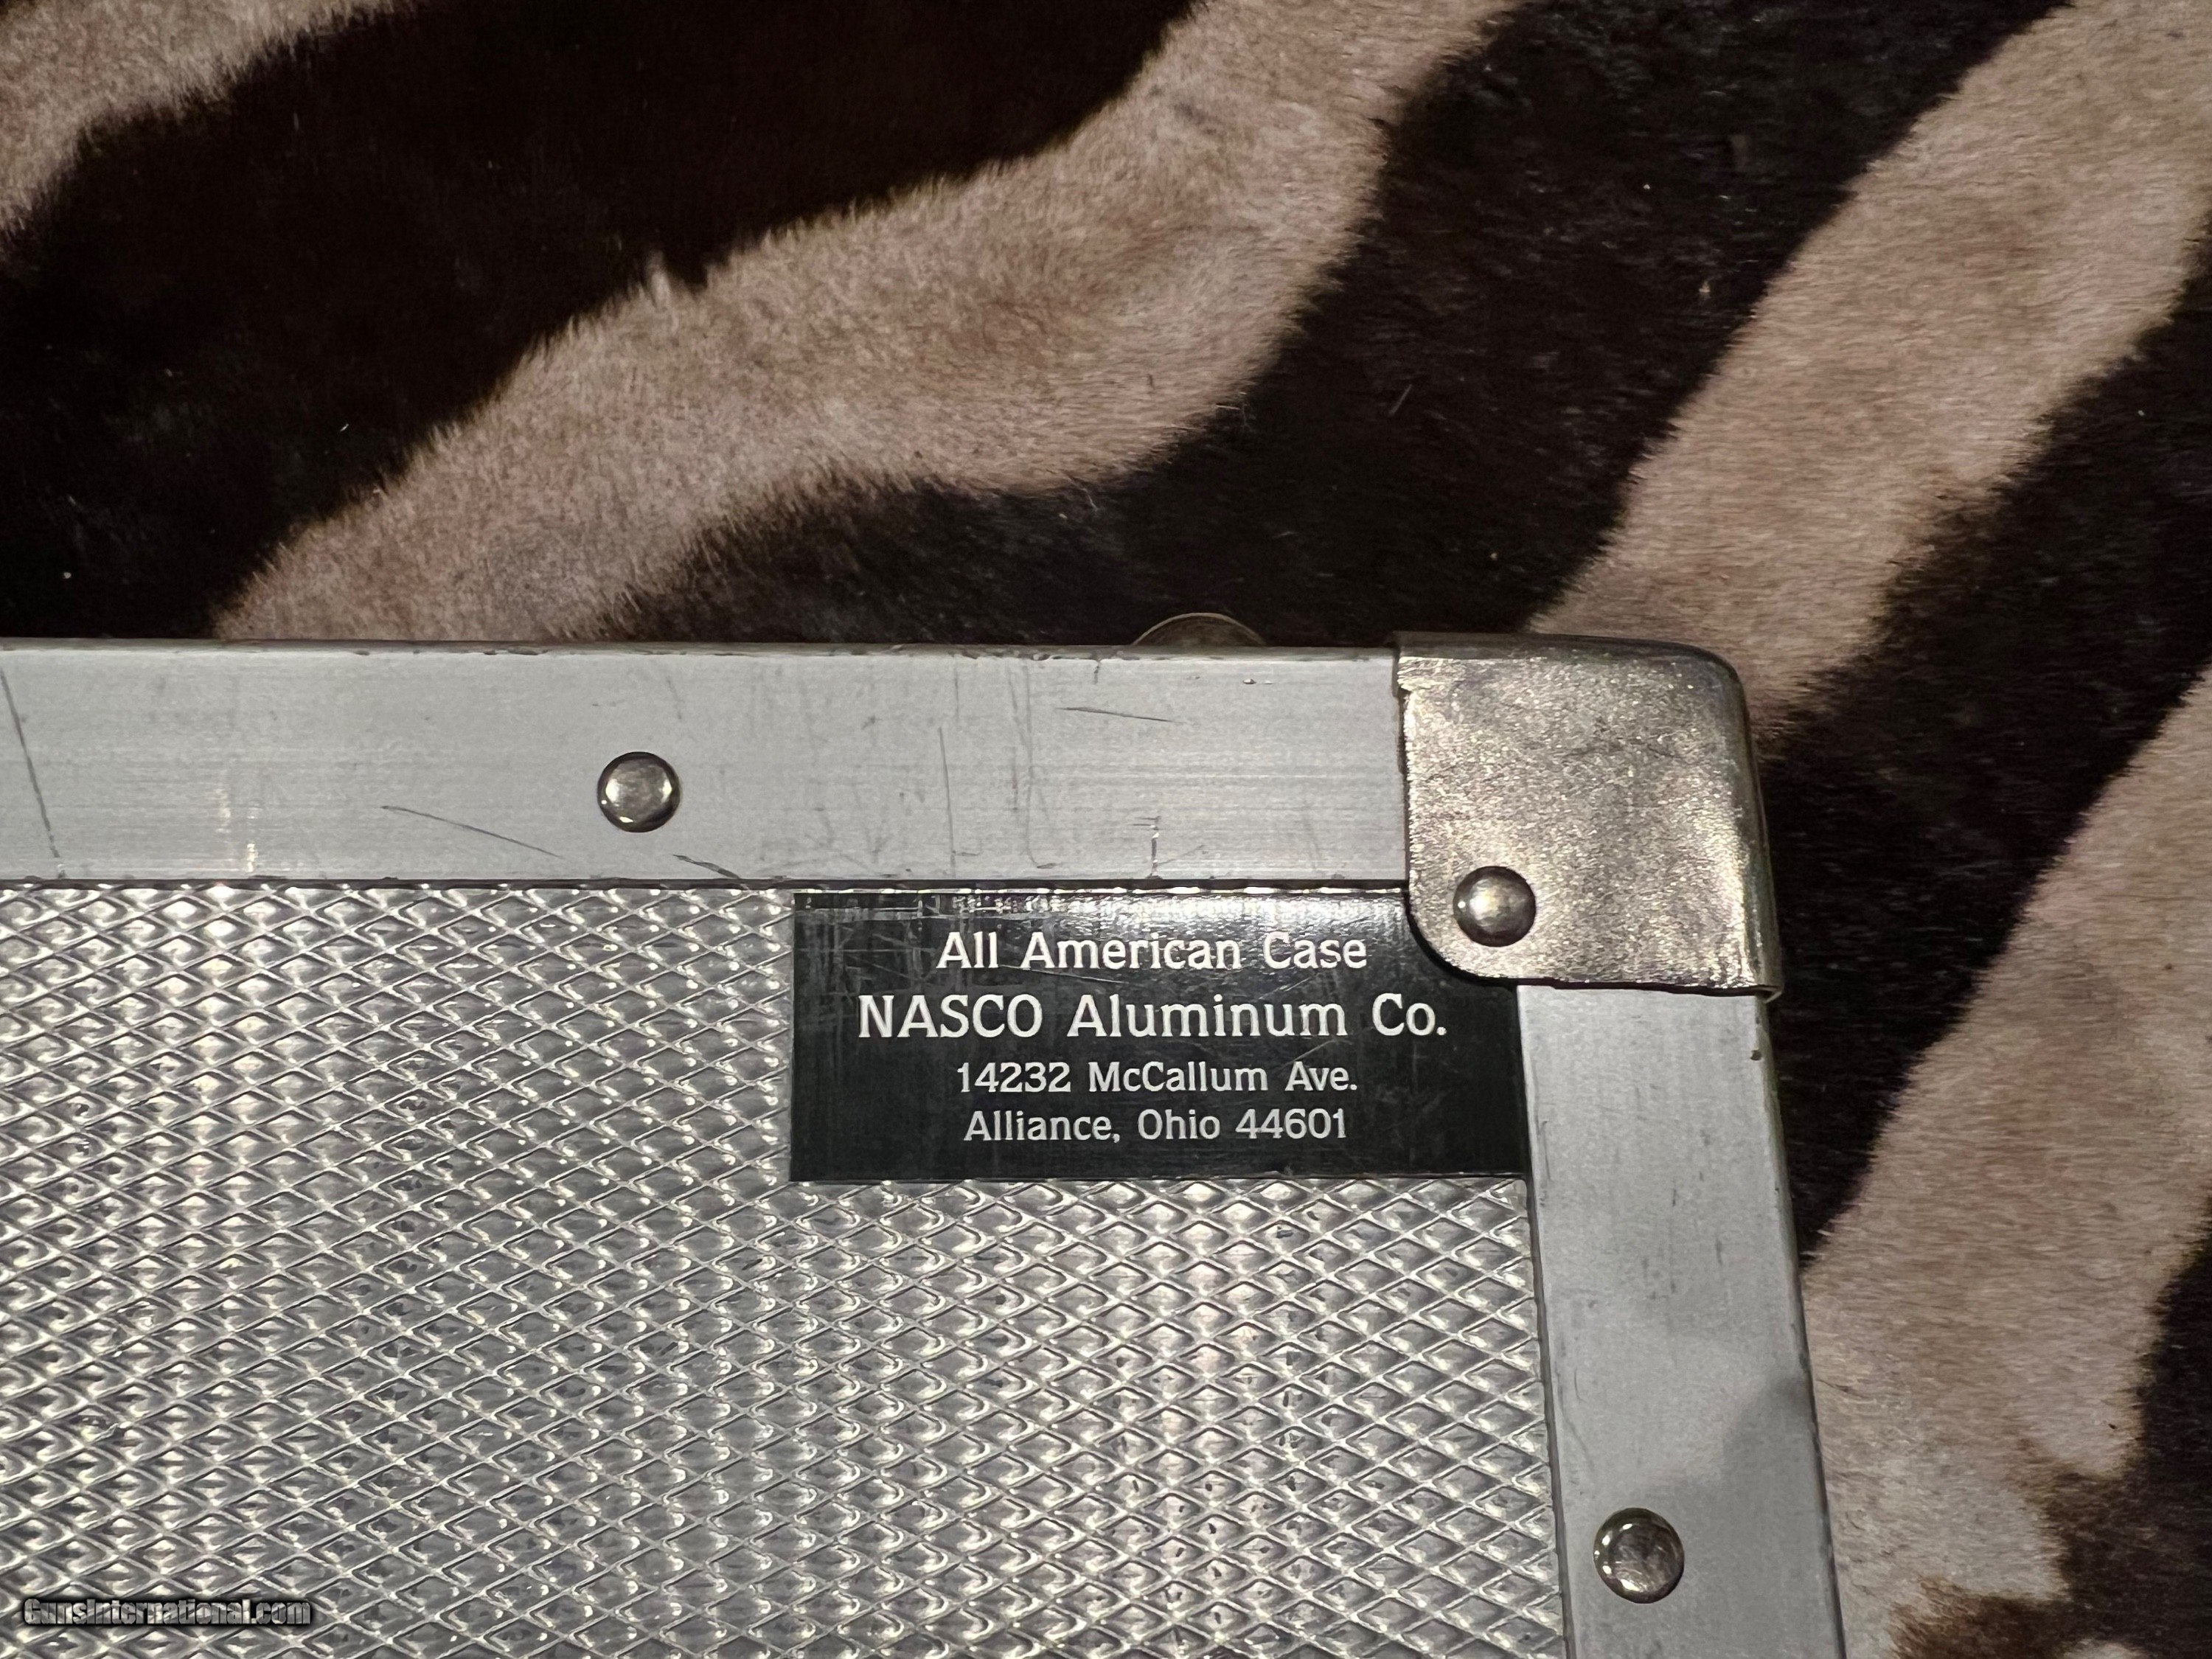 All American Case
NASCO Aluminum Co.
14232 McCallum Ave.
Alliance, Ohio 44601
GunsInternational.com